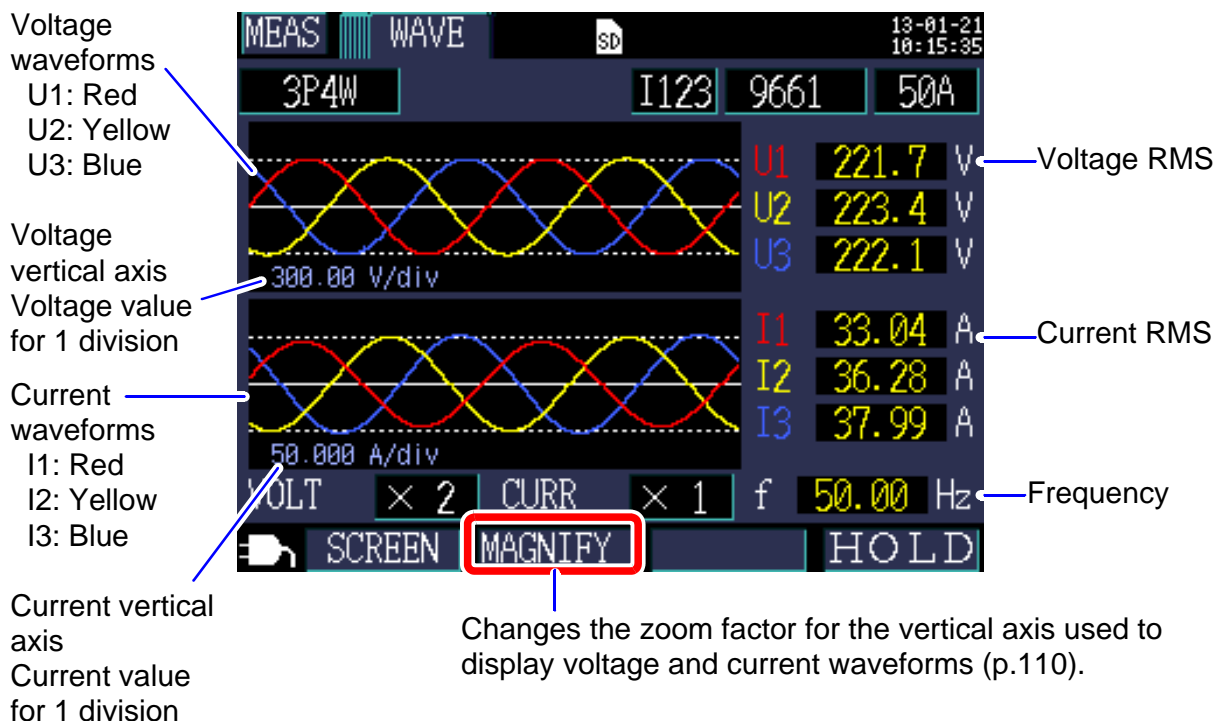 Voltage
waveforms
U1: Red
U2: Yellow
U3: Blue
Voltage
vertical axis
Voltage value
for 1 division
Current
waveforms
I1: Red
I2: Yellow
I3: Blue
Current vertical
axis
Current value
for 1 division
MEAS WAVE SD 13-01-21
10:15:35
3P4W I123 9661 50A
U1 221.7 V
U2 223.4 V
U3 222.1 V
300.00 V/div
I1 33.04 A
I2 36.28 A
I3 37.99 A
50.000 A/div
VOLT × 2 CURR × 1 f 50.00 Hz
SCREEN MAGNIFY HOLD
Voltage RMS
Current RMS
Frequency
Changes the zoom factor for the vertical axis used to
display voltage and current waveforms (p.110).